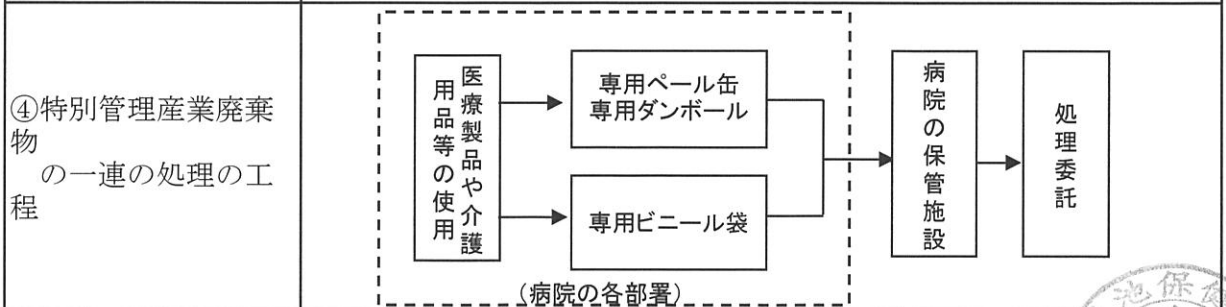 ④特別管理産業廃棄
物
の一連の処理の工
程
医療製品や介護
用品等の使用
専用ペール缶
専用ダンボール
専用ビニール袋
(病院の各部署)
病院の保管施設
処理委託
池保